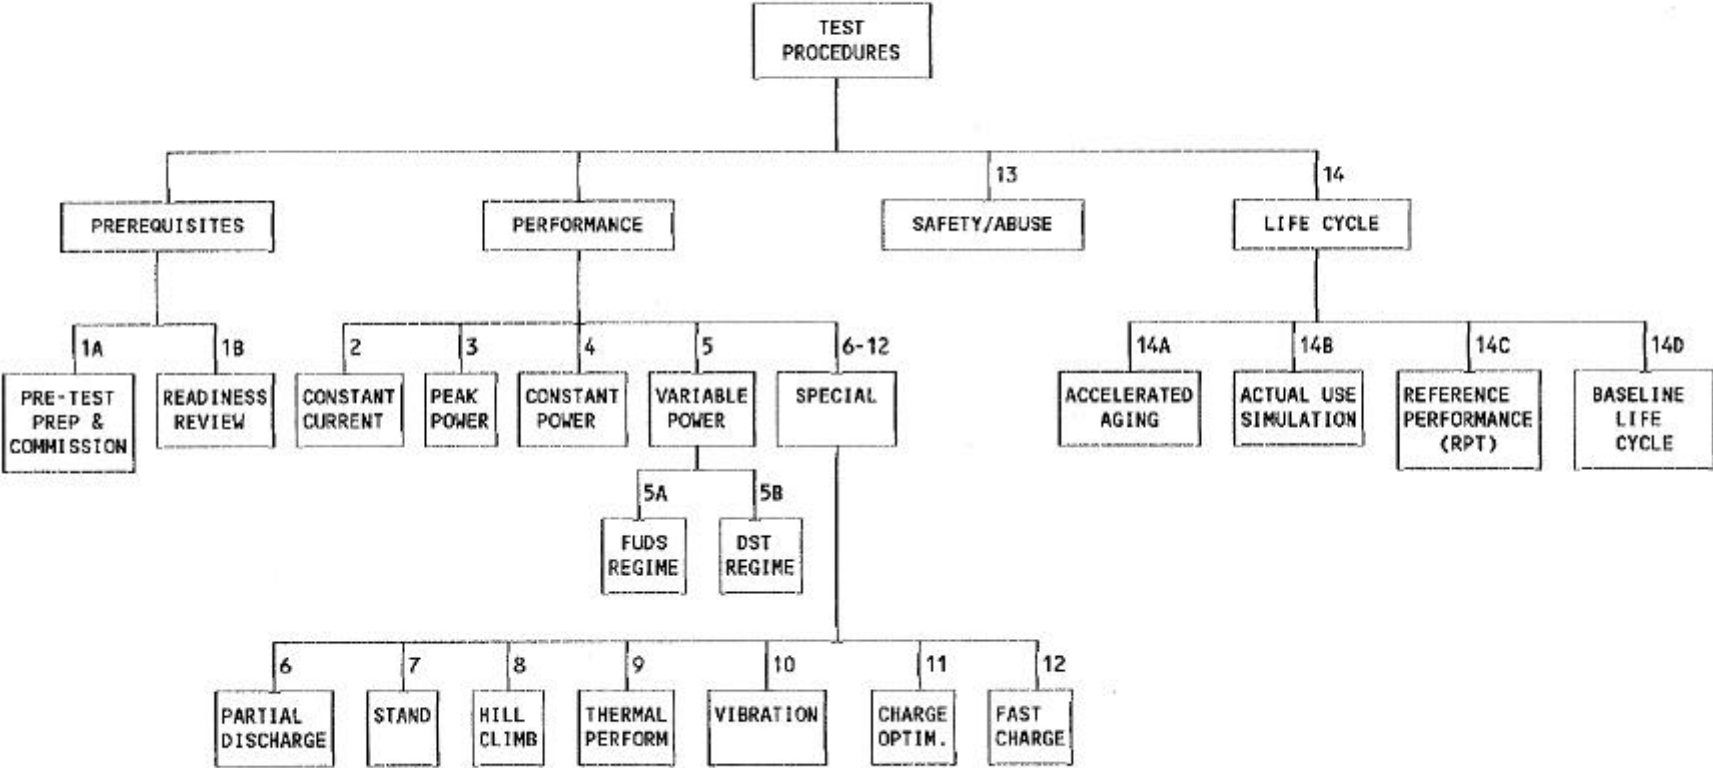 TEST
PROCEDURES
13
14
PREREQUISITES
PERFORMANCE
SAFETY/ABUSE
LIFE CYCLE
1A
1B
2
3
4
5
6-12
14A
14B
14C
14D
PRE-TEST
PREP &
COMMISSION
READINESS
REVIEW
CONSTANT
CURRENT
PEAK
POWER
CONSTANT
POWER
VARIABLE
POWER
SPECIAL
ACCELERATED
AGING
ACTUAL USE
SIMULATION
REFERENCE
PERFORMANCE
(RPT)
BASELINE
LIFE
CYCLE
5A
5B
FUDS
REGIME
DST
REGIME
6
7
8
9
10
11
12
PARTIAL
DISCHARGE
STAND
HILL
CLIMB
THERMAL
PERFORM
VIBRATION
CHARGE
OPTIM.
FAST
CHARGE